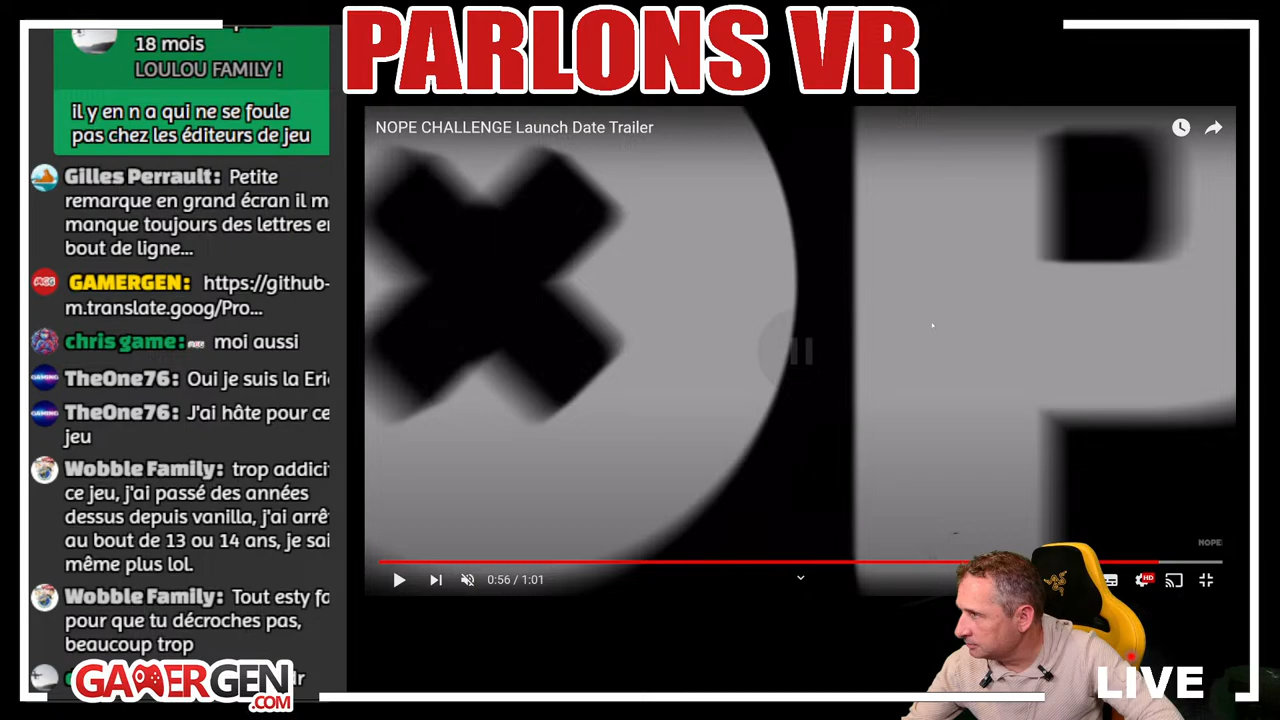 PARLONS VR
18 mois
LOULOU FAMILY !
il y en n a qui ne se foule
pas chez les éditeurs de jeu
Gilles Perrault : Petite
remarque en grand écran il m
manque toujours des lettres e
bout de ligne...
GAMERGEN : https://github-
m.translate.goog/Pro...
chris game : moi aussi
TheOne76 : Oui je suis la Eri
TheOne76 : J'ai hâte pour ce
jeu
Wobble Family : trop addici
ce jeu, j'ai passé des années
dessus depuis vanilla, j'ai arrê
au bout de 13 ou 14 ans, je sai
même plus lol.
Wobble Family : Tout esty fo
pour que tu décroches pas,
beaucoup trop
GAMERGEN
.COM
NOPE CHALLENGE Launch Date Trailer
OP
NOPE
0:56 / 1:01
HD
LIVE